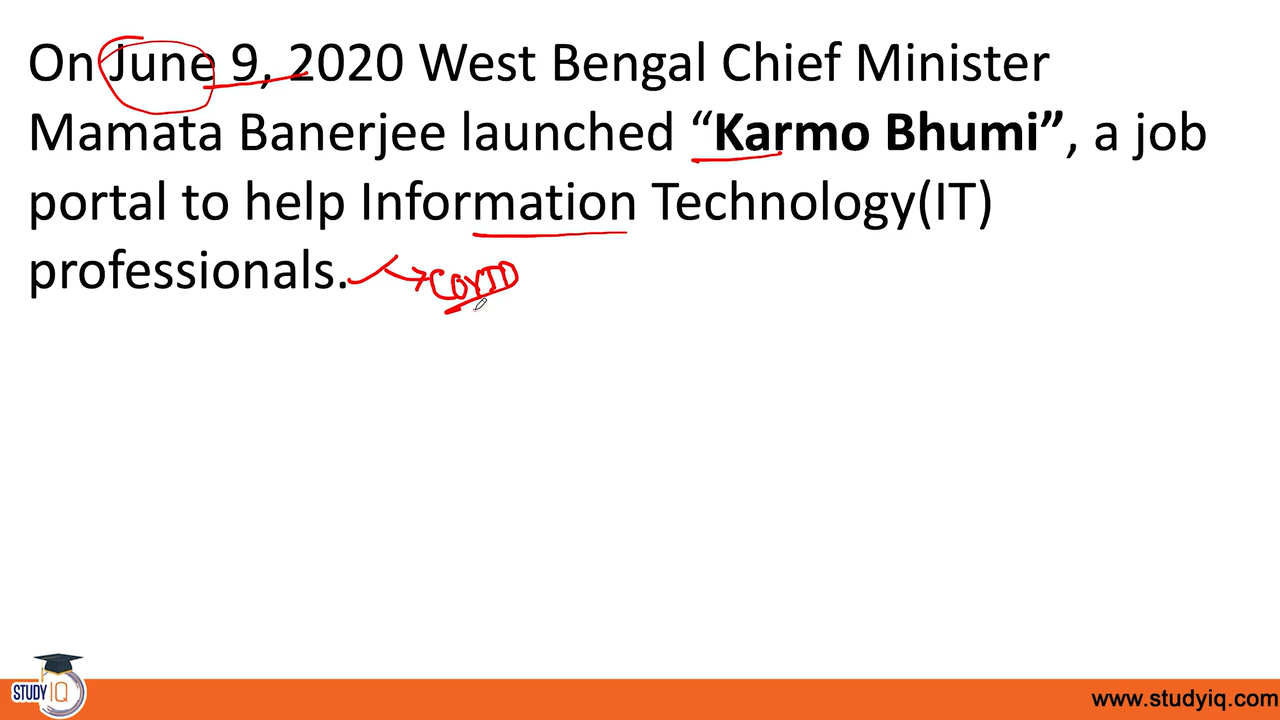 On June 9, 2020 West Bengal Chief Minister
Mamata Banerjee launched “Karmo Bhumi”, a job
portal to help Information Technology(IT)
professionals.
COVID
STUDY IQ
www.studyiq.com